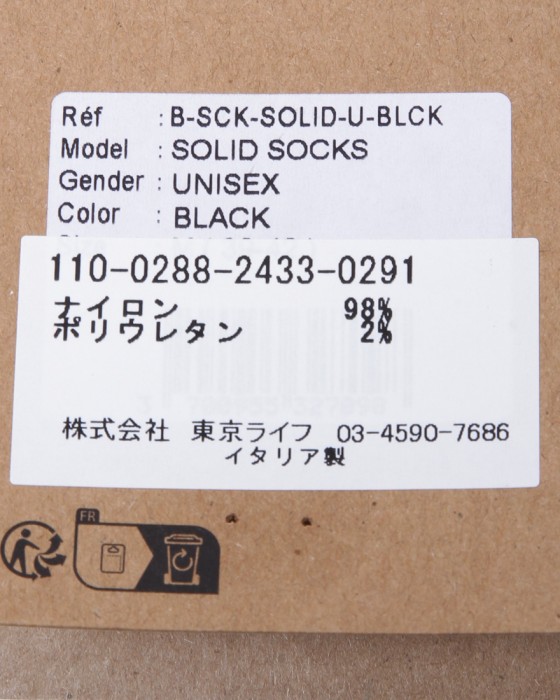 Réf : B-SCK-SOLID-U-BLCK
Model : SOLID SOCKS
Gender : UNISEX
Color : BLACK
110-0288-2433-0291
ナイロン 98%
ポリウレタン 2%
株式会社 東京ライフ 03-4590-7686
イタリア製
FR